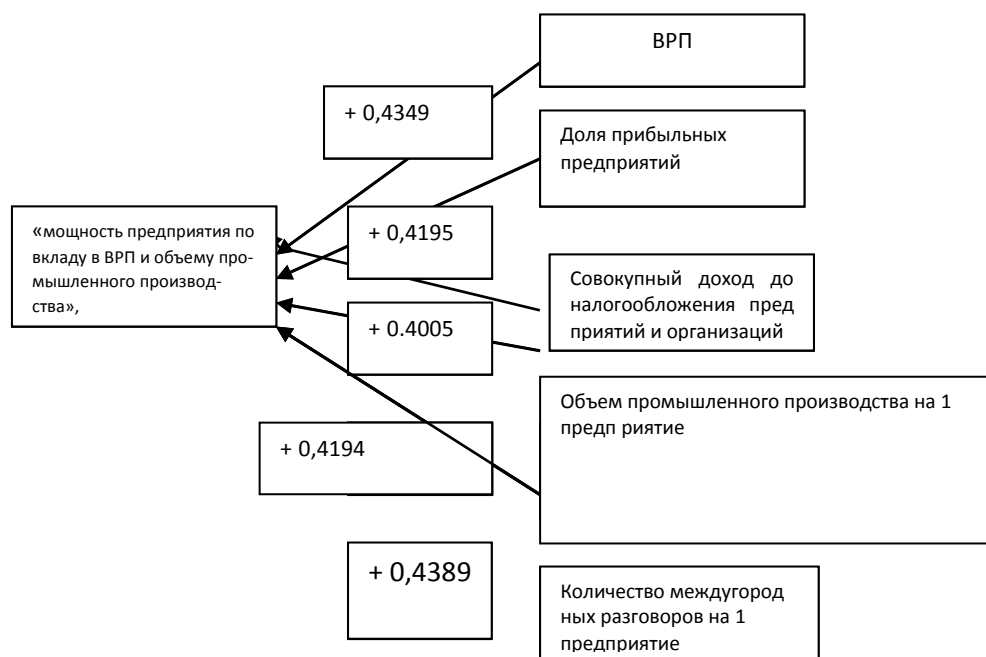 ВРП
+ 0,4349
Доля прибыльных
предприятий
«мощность предприятия по
вкладу в ВРП и объему про-
мышленного производ-
ства»,
+ 0,4195
Совокупный доход до
налогообложения пред
приятий и организаций
+ 0.4005
Объем промышленного производства на 1
предп риятие
+ 0,4194
+ 0,4389
Количество междугород
ных разговоров на 1
предприятие